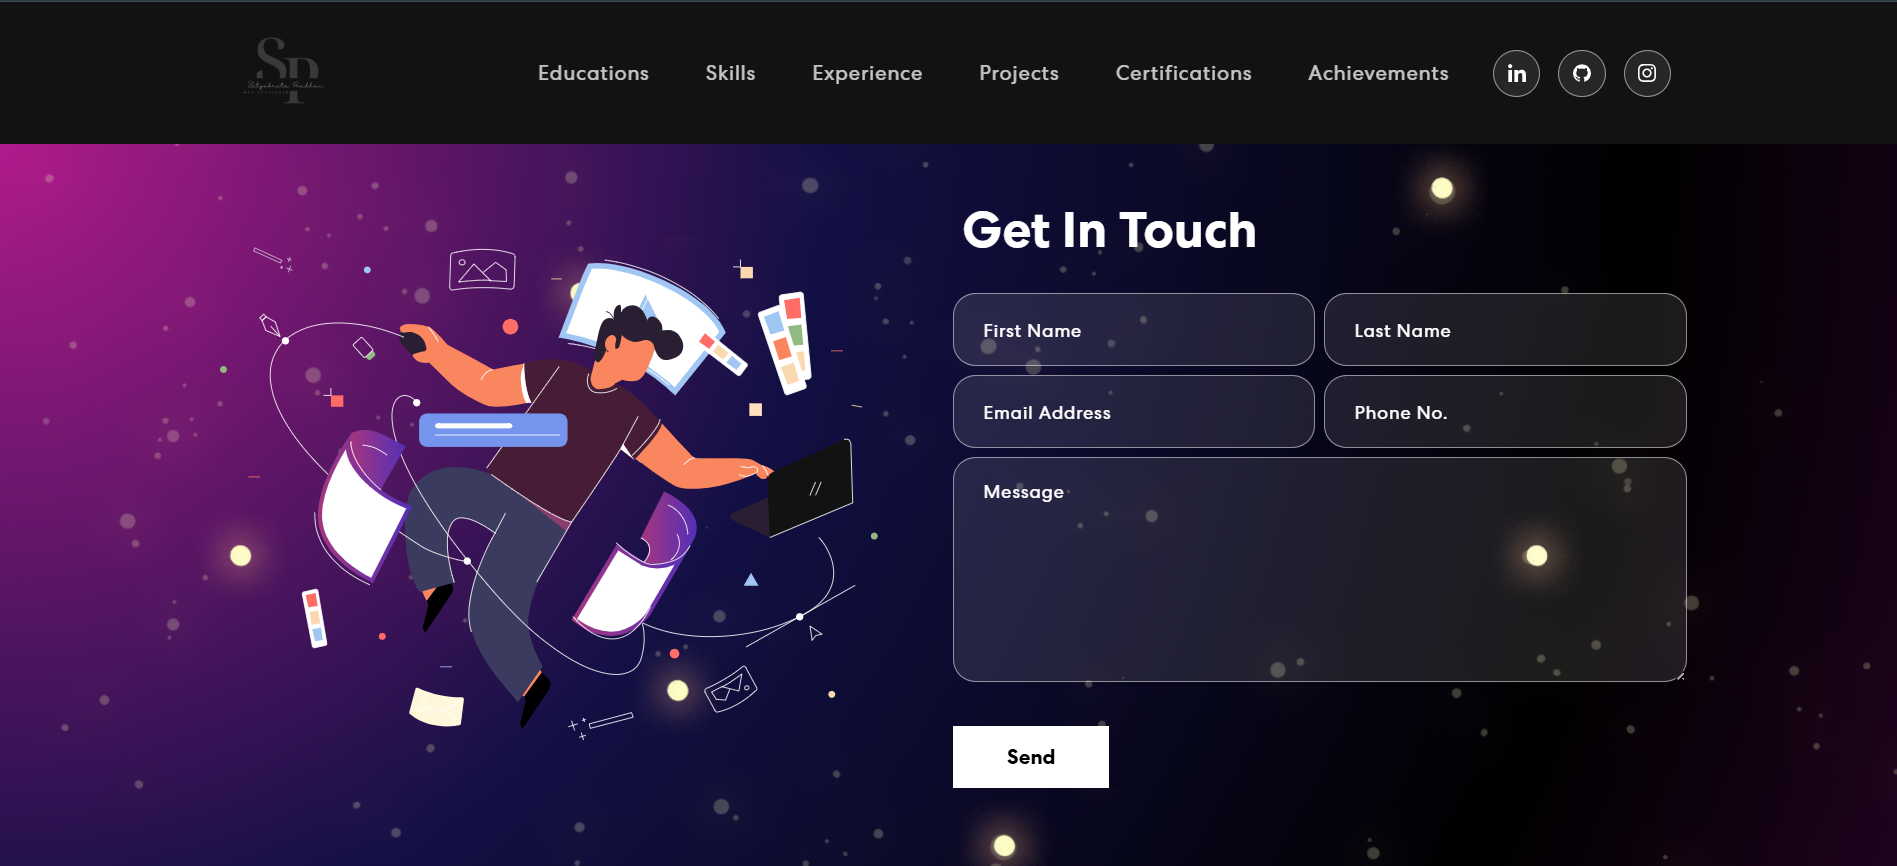 Sp
Educations Skills Experience Projects Certifications Achievements
Get In Touch
First Name Last Name
Email Address Phone No.
Message
Send